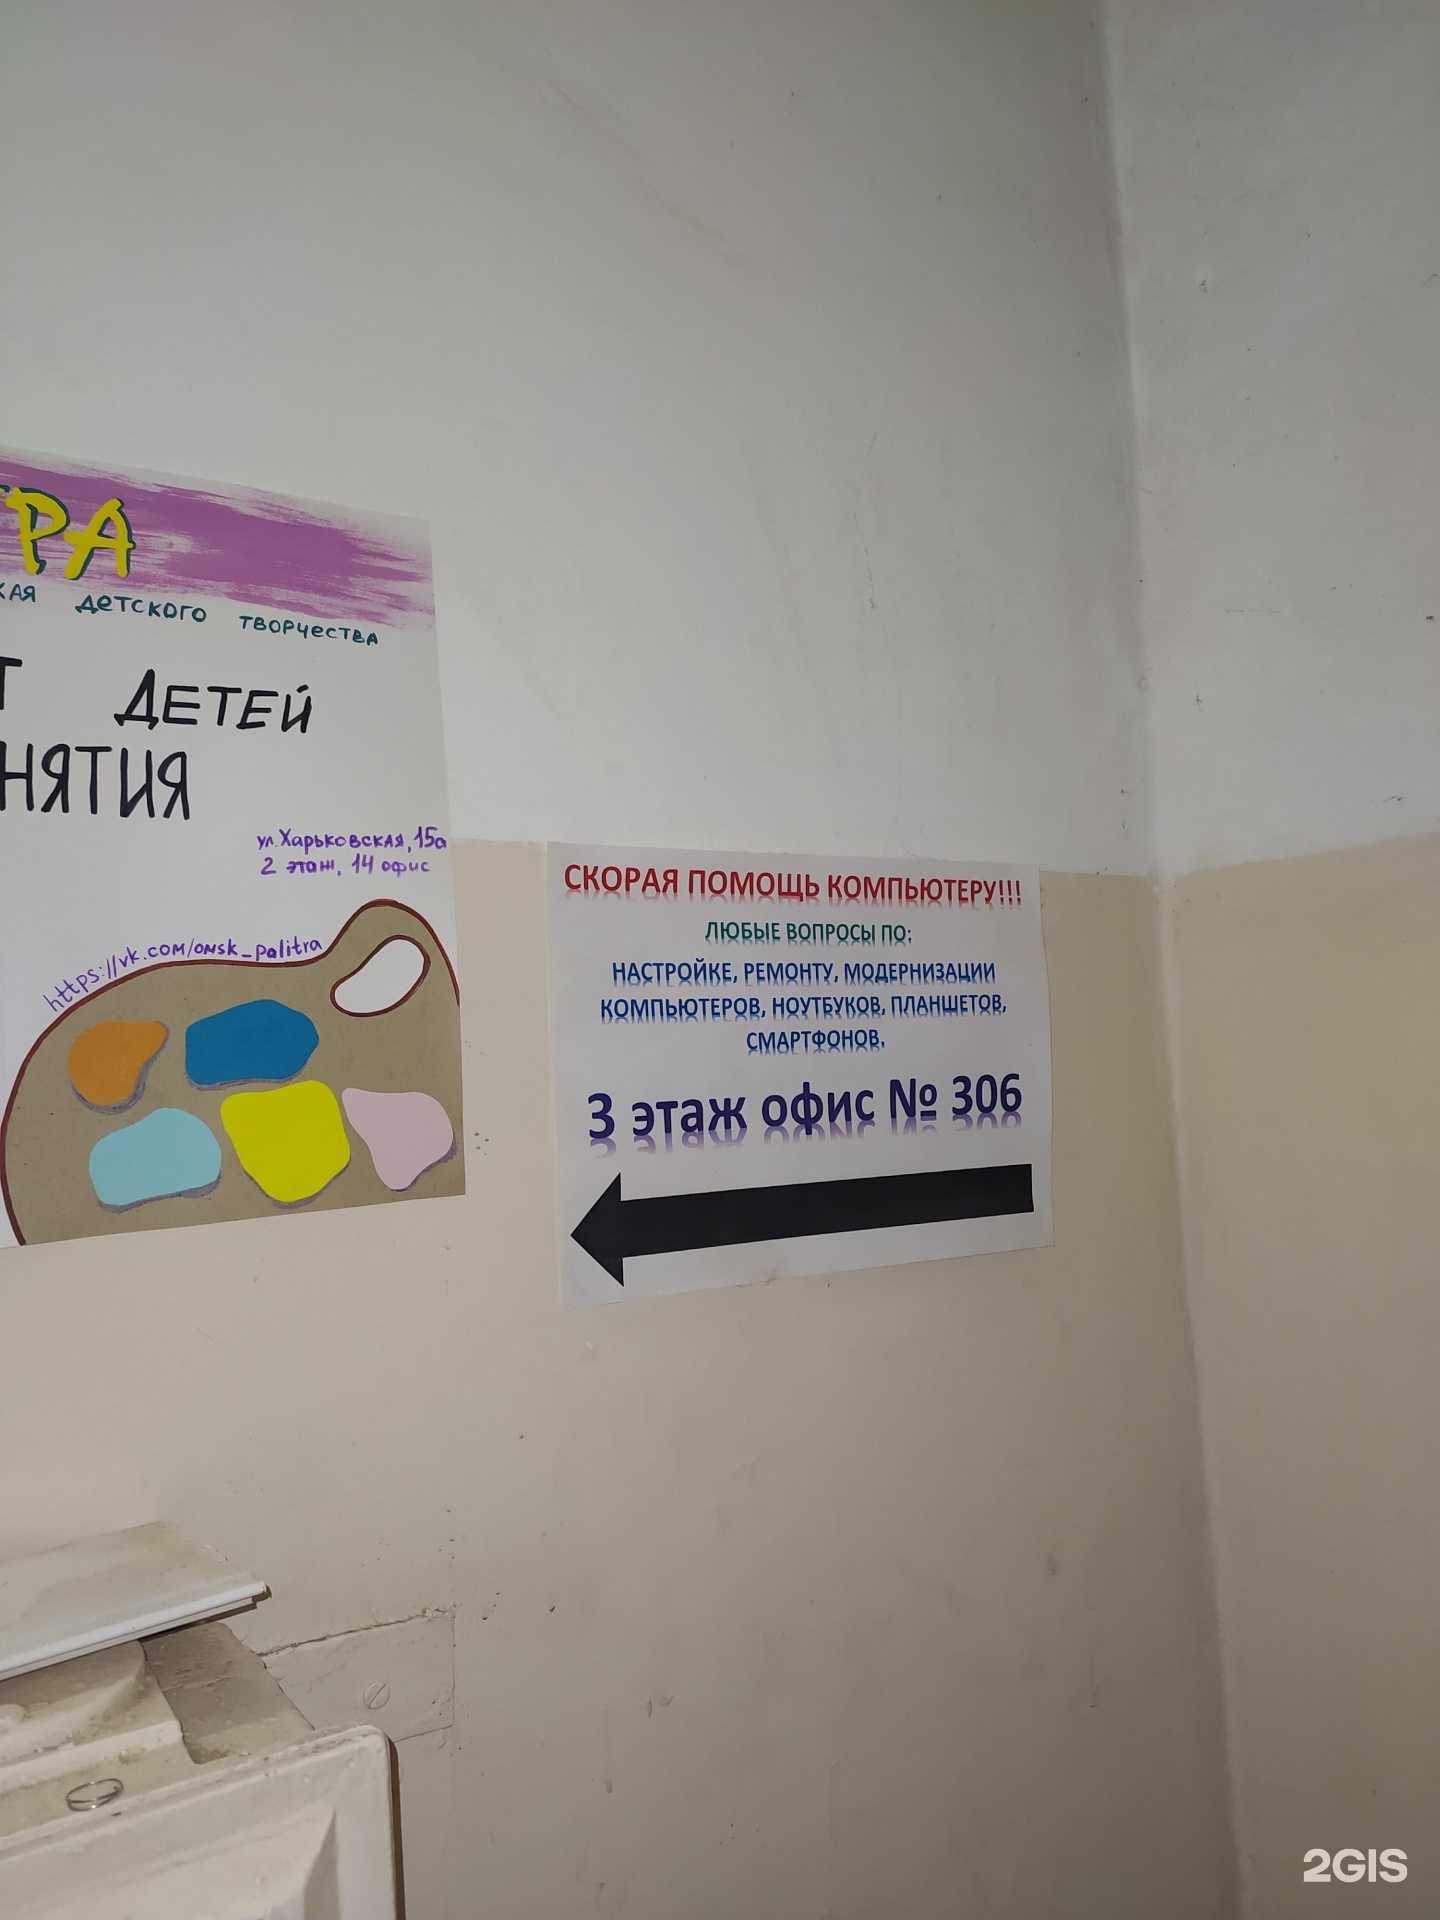 ТРА
КАЯ ДЕТСКОГО ТВОРЧЕСТВА
Т ДЕТЕЙ
НЯТИЯ
ул. Харьковская, 15а
2 этаж, 14 офис
https://vk.com/omsk_palitra
СКОРАЯ ПОМОЩЬ КОМПЬЮТЕРУ!!!
ЛЮБЫЕ ВОПРОСЫ ПО:
НАСТРОЙКЕ, РЕМОНТУ, МОДЕРНИЗАЦИИ
КОМПЬЮТЕРОВ, НОУТБУКОВ, ПЛАНШЕТОВ,
СМАРТФОНОВ.
3 этаж офис № 306
2GIS